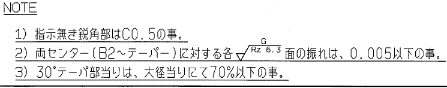 NOTE
1) 指示無き鋭角部はC0.5の事。
2) 両センター(B2~テーパー)に対する各 G Rz 6.3 面の振れは、0.005以下の事。
3) 30°テーパ部当りは、大径当りにて70%以下の事。